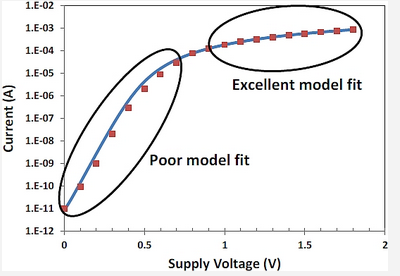 1.E-02
1.E-03
1.E-04
1.E-05
1.E-06
1.E-07
1.E-08
1.E-09
1.E-10
1.E-11
1.E-12
Current (A)
Excellent model fit
Poor model fit
0 0.5 1 1.5 2
Supply Voltage (V)